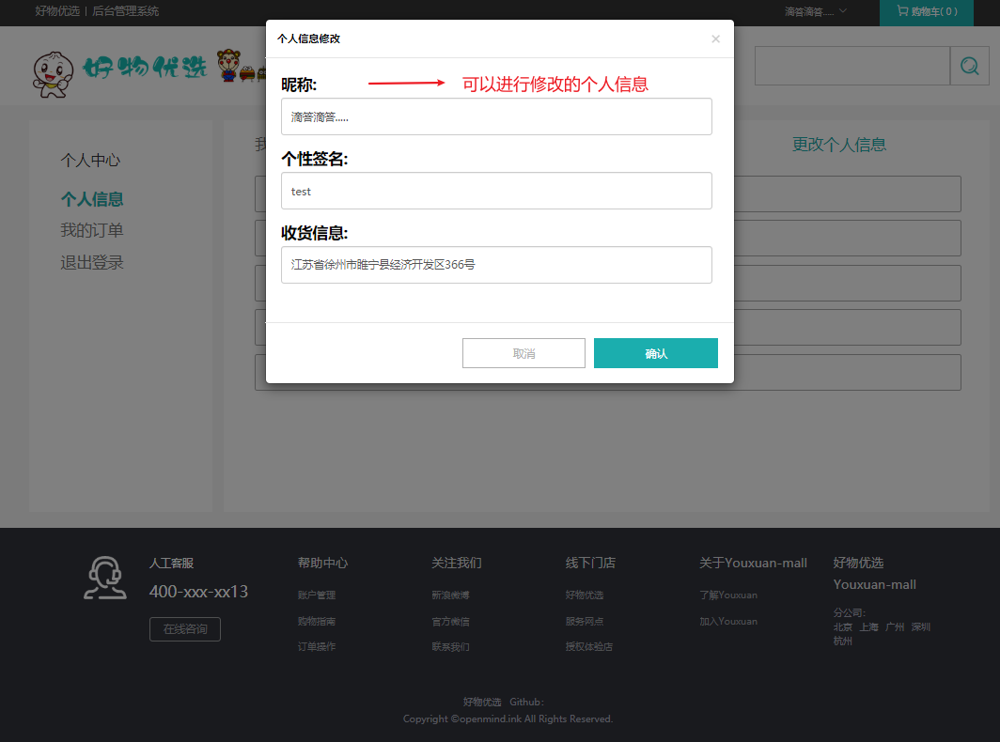 好物优选 | 后台管理系统
滴答滴答.....
购物车( 0 )
好物优选
个人信息修改
×
昵称:
可以进行修改的个人信息
滴答滴答.....
个性签名:
test
收货信息:
江苏省徐州市睢宁县经济开发区366号
取消
确认
个人中心
个人信息
我的订单
退出登录
我
更改个人信息
人工客服
400-xxx-xx13
在线咨询
帮助中心
账户管理
购物指南
订单操作
关注我们
新浪微博
官方微信
联系我们
线下门店
好物优选
服务网点
授权体验店
关于Youxuan-mall
了解Youxuan
加入Youxuan
好物优选
Youxuan-mall
分公司:
北京 上海 广州 深圳
杭州
好物优选 Github:
Copyright ©openmind.ink All Rights Reserved.